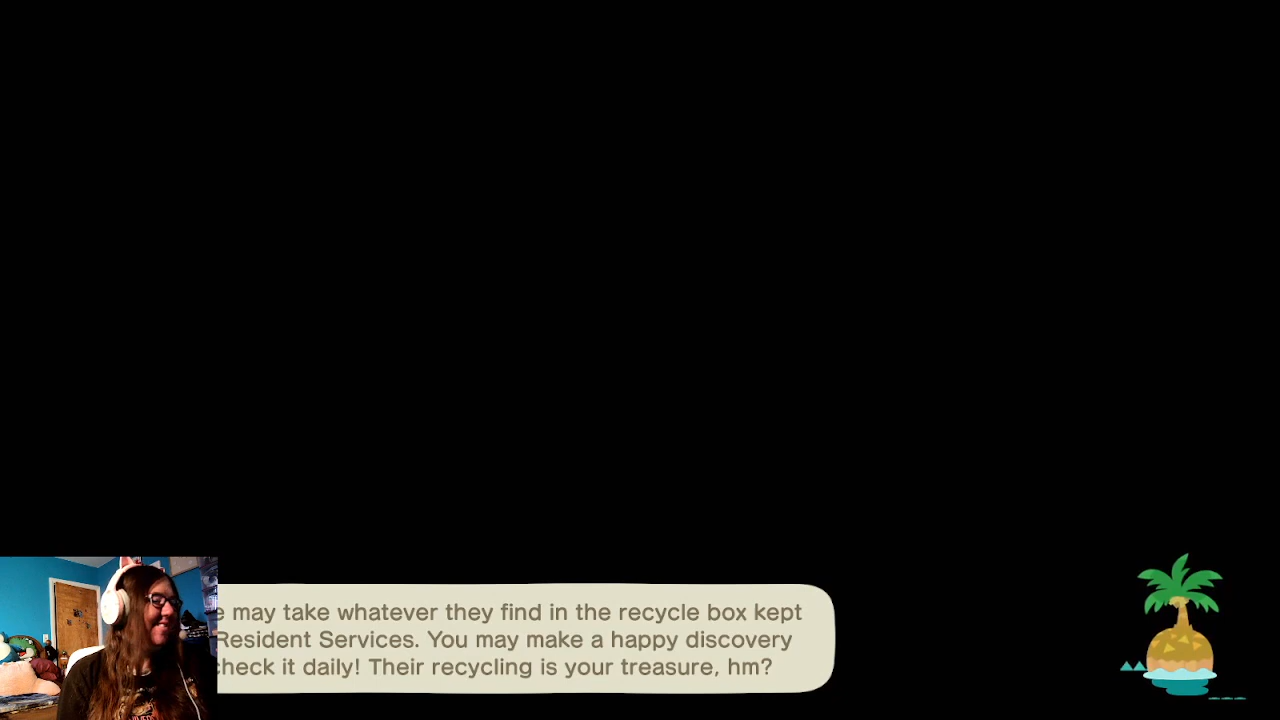 may take whatever they find in the recycle box kept
Resident Services. You may make a happy discovery
check it daily! Their recycling is your treasure, hm?